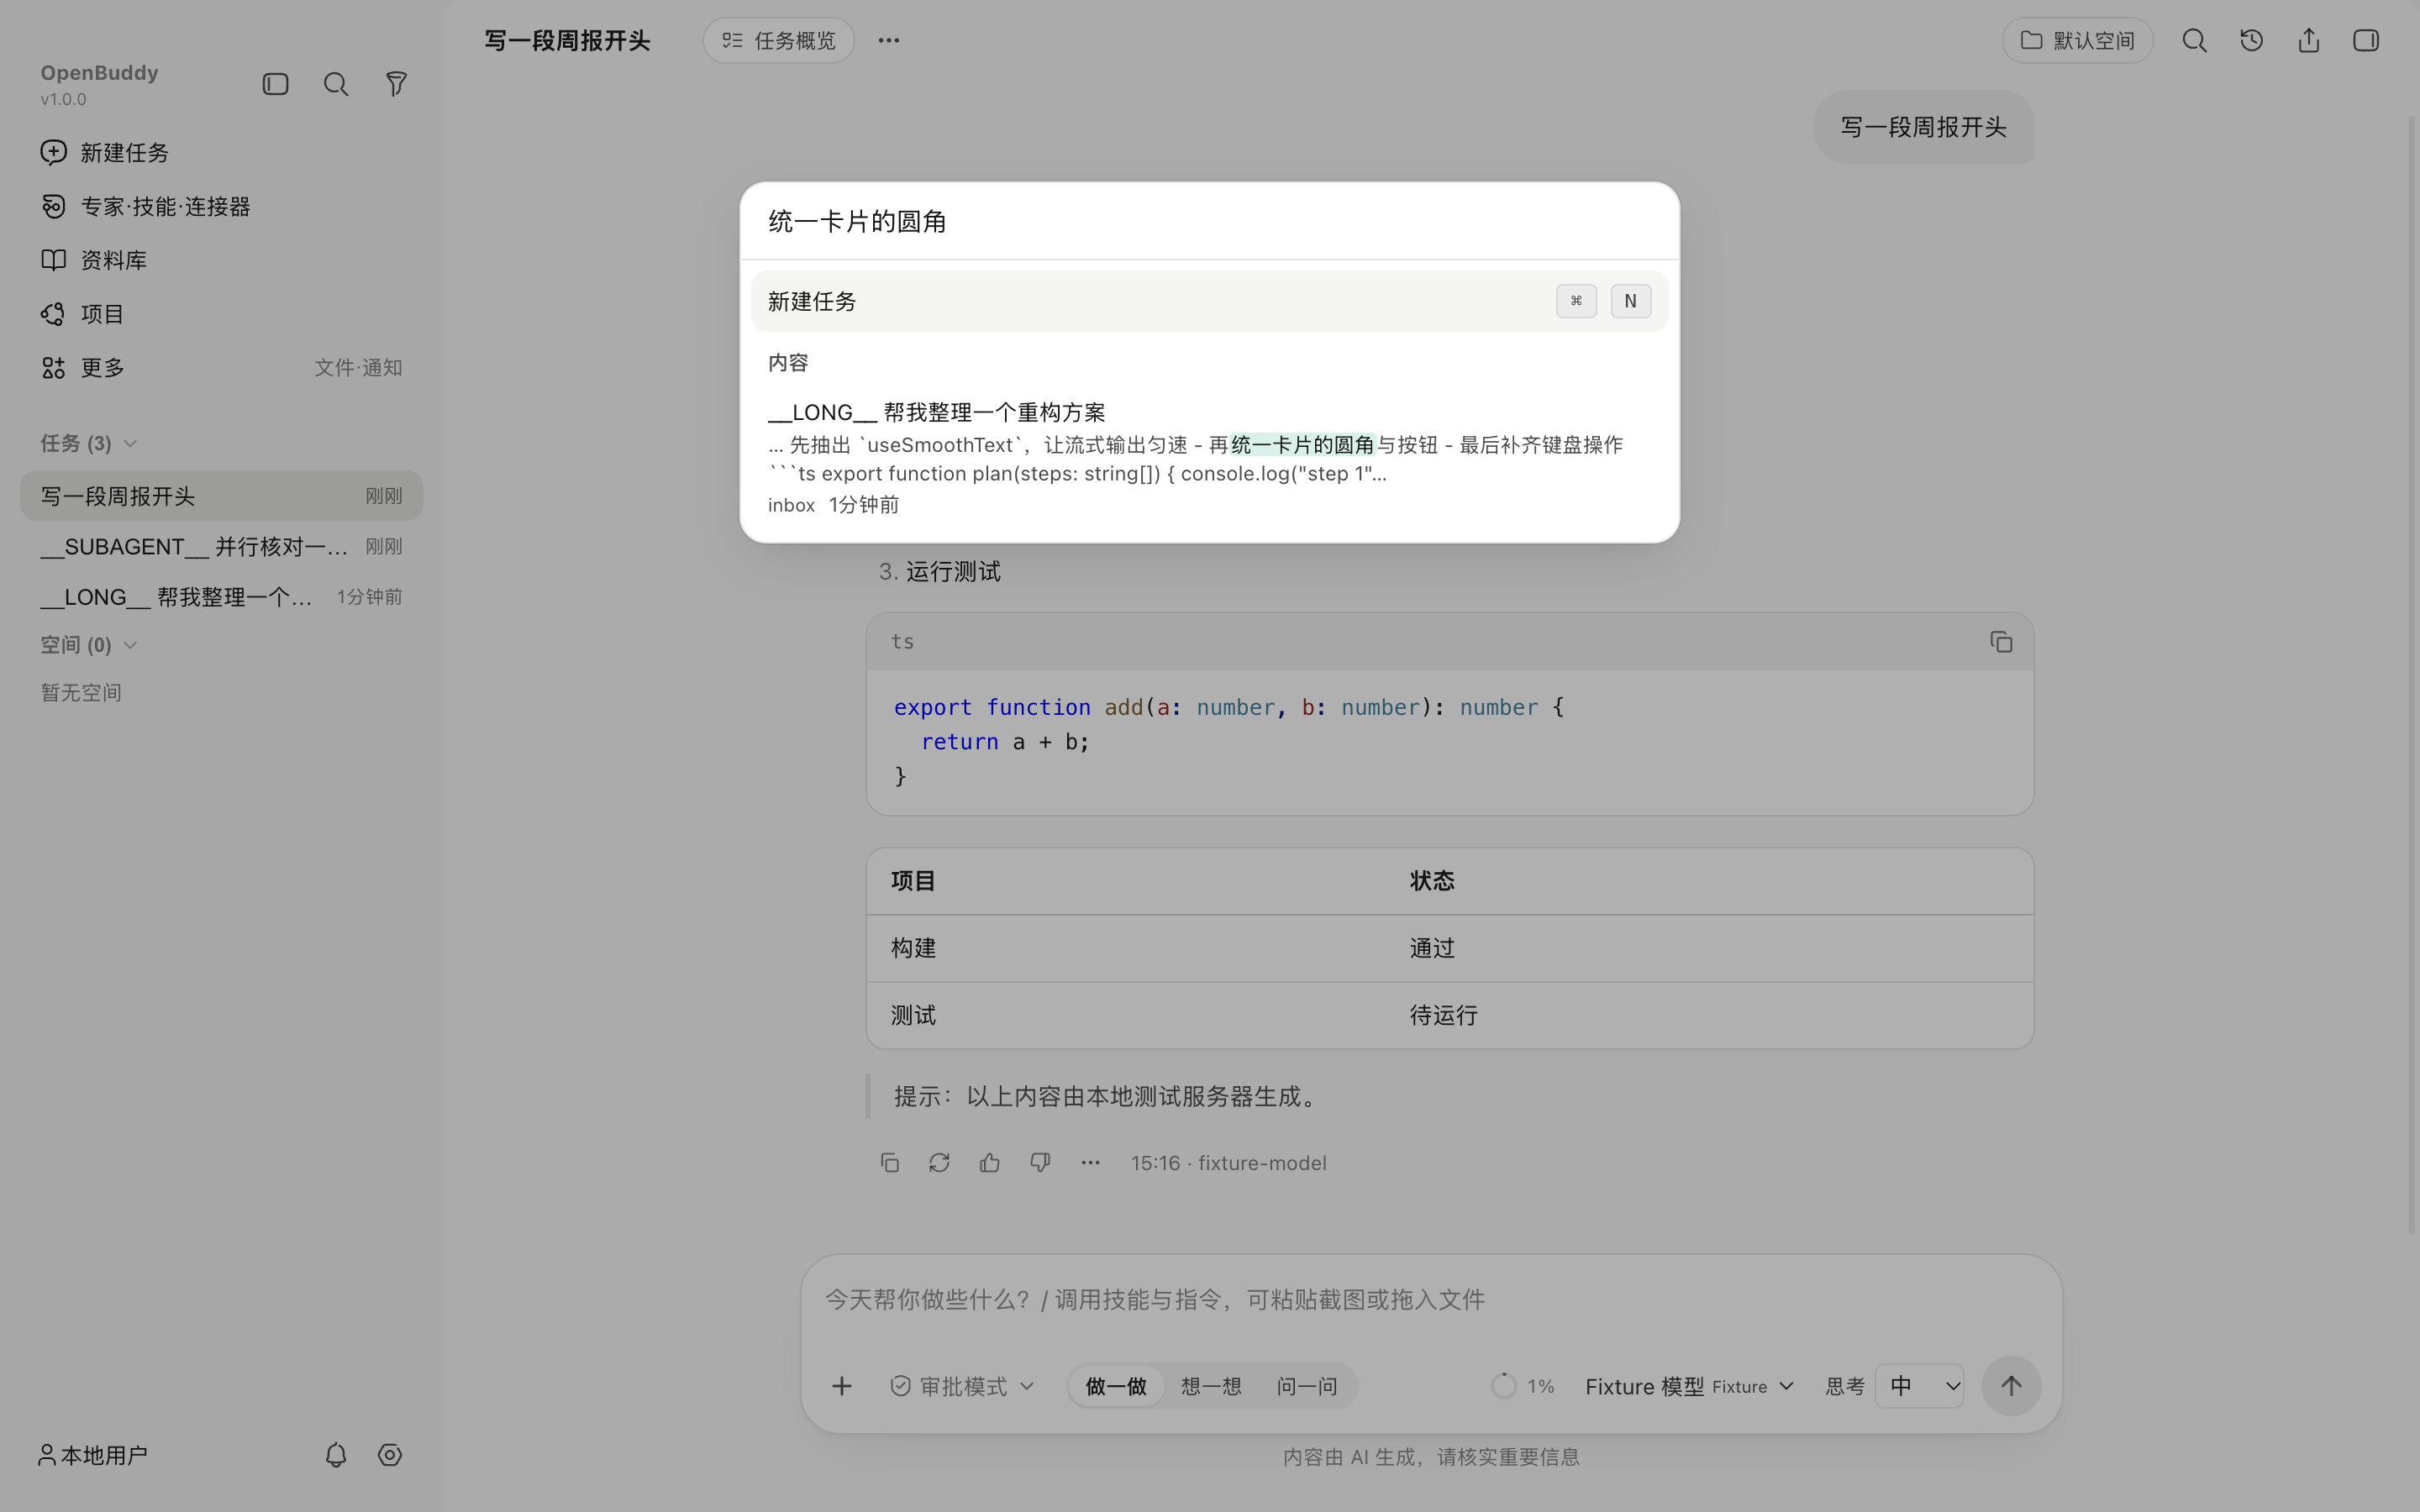 OpenBuddy
v1.0.0
新建任务
专家·技能·连接器
资料库
项目
更多 文件·通知
任务 (3)
写一段周报开头 刚刚
__SUBAGENT__ 并行核对一… 刚刚
__LONG__ 帮我整理一个… 1分钟前
空间 (0)
暂无空间
本地用户
写一段周报开头 任务概览 默认空间
写一段周报开头
统一卡片的圆角
新建任务 ⌘ N
内容
__LONG__ 帮我整理一个重构方案
... 先抽出 `useSmoothText`，让流式输出匀速 - 再统一卡片的圆角与按钮 - 最后补齐键盘操作
```ts export function plan(steps: string[]) { console.log("step 1"...
inbox 1分钟前
3. 运行测试
ts
export function add(a: number, b: number): number {
return a + b;
}
项目 状态
构建 通过
测试 待运行
提示：以上内容由本地测试服务器生成。
15:16 · fixture-model
今天帮你做些什么？/ 调用技能与指令，可粘贴截图或拖入文件
审批模式 做一做 想一想 问一问 1% Fixture 模型 Fixture 思考 中
内容由 AI 生成，请核实重要信息